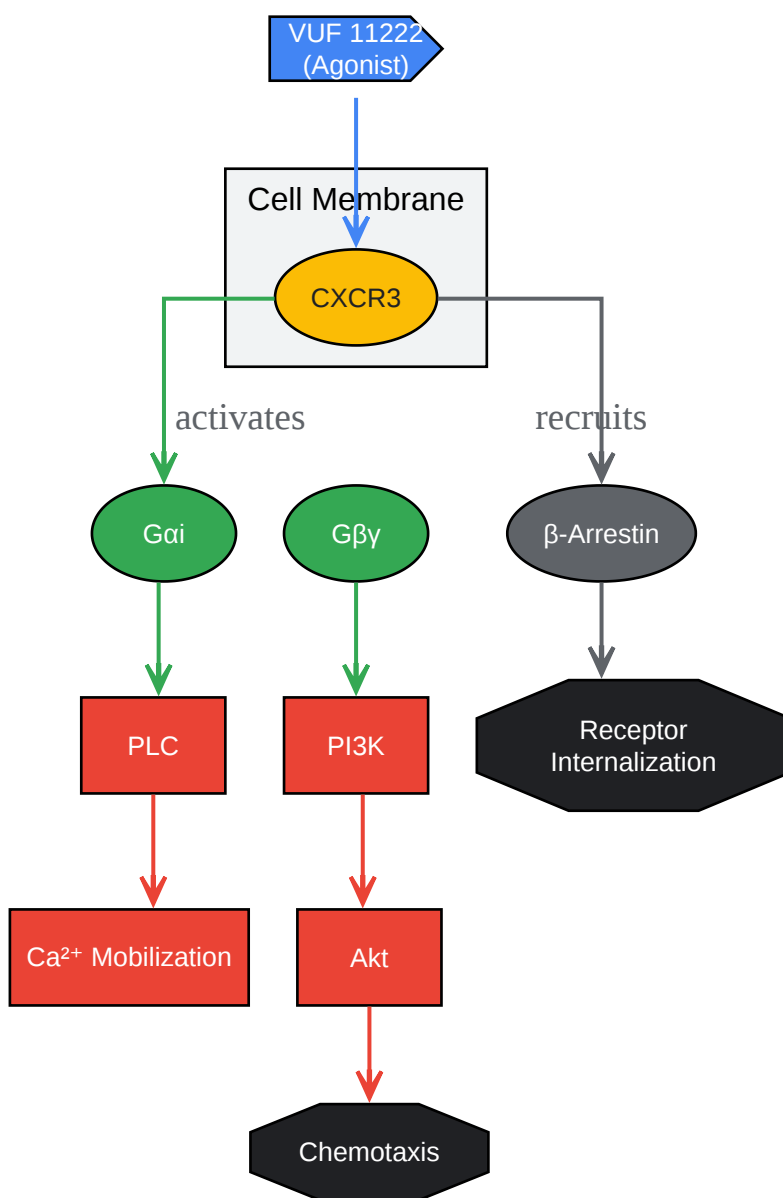 VUF 11222
(Agonist)
Cell Membrane
CXCR3
activates
recruits
Gαi
Gβγ
β-Arrestin
PLC
PI3K
Receptor
Internalization
Ca²⁺ Mobilization
Akt
Chemotaxis